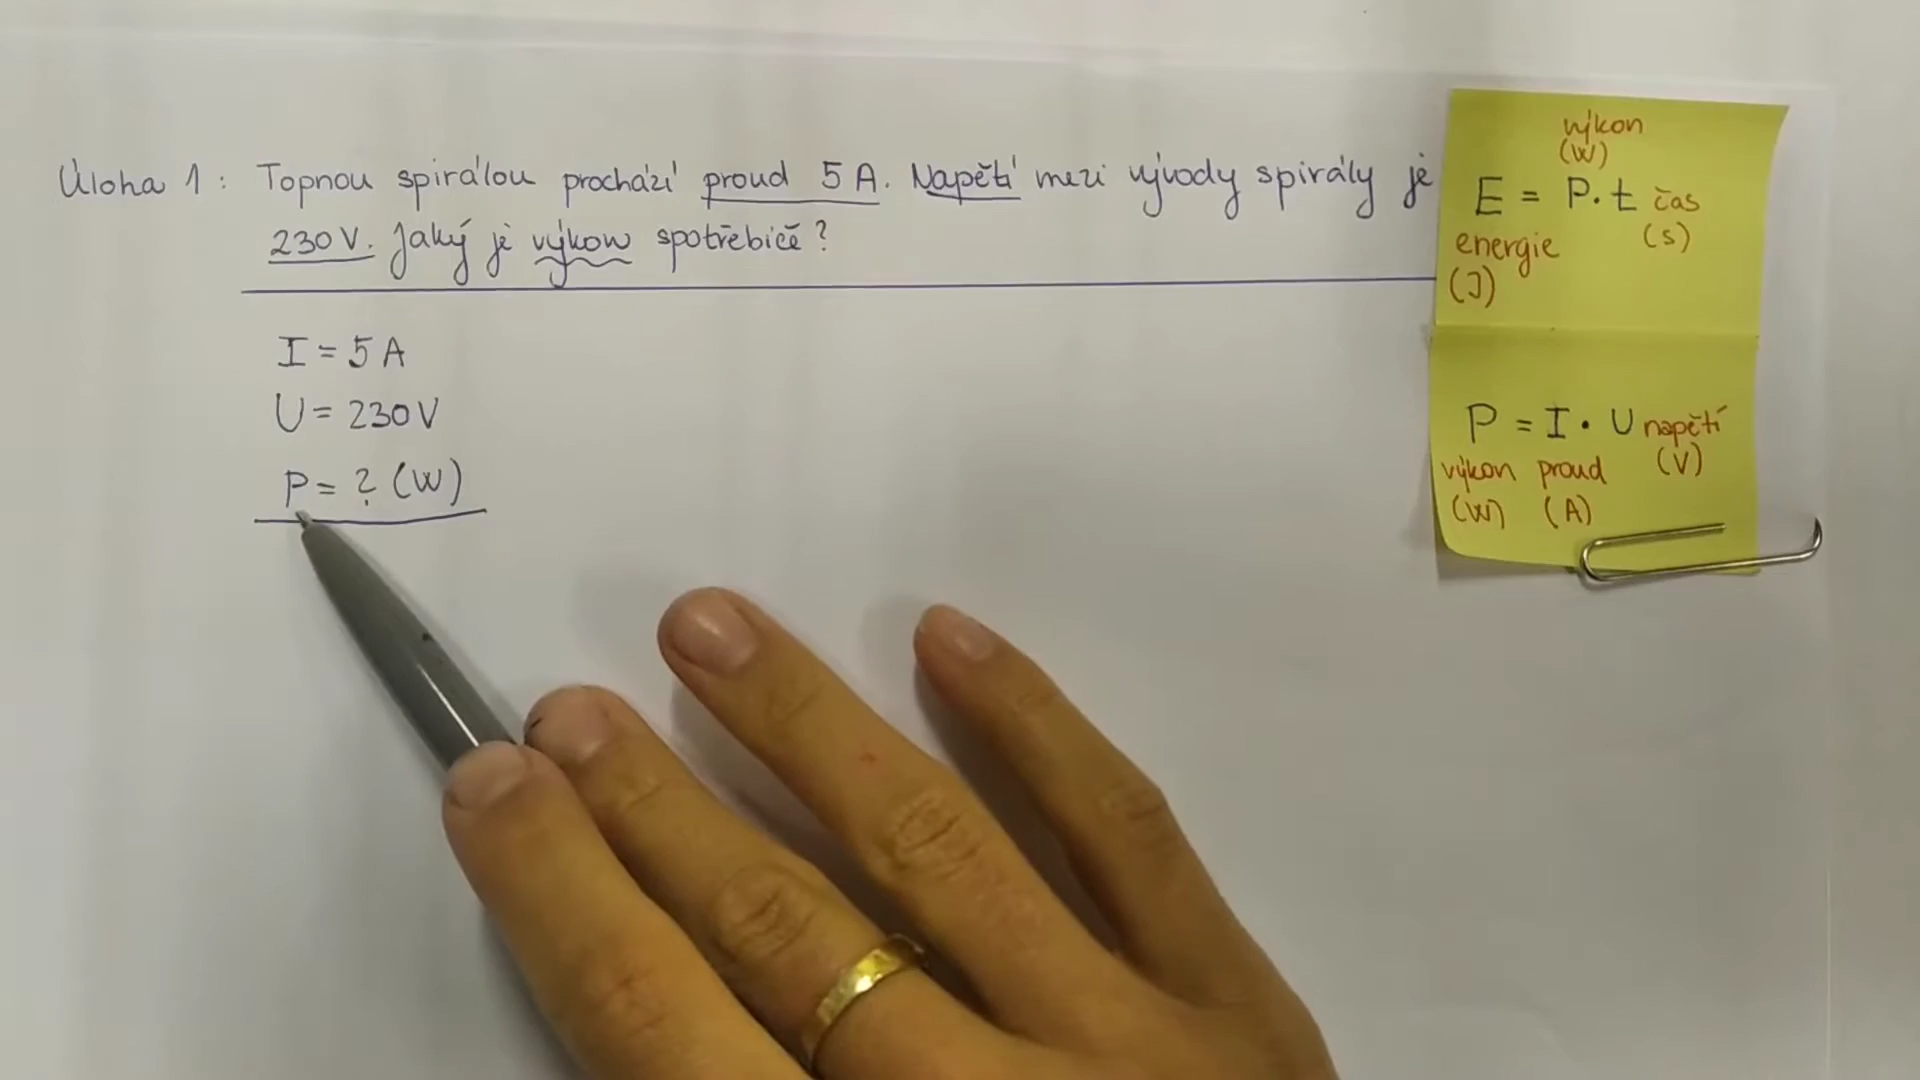 Úloha 1 : Topnou spirálou prochází proud 5 A. Napětí mezi vývody spirály je
230 V. Jaký je výkon spotřebiče?
I = 5 A
U = 230 V
P = ? (W)
výkon
(W)
E = P. t čas
energie (s)
(J)
P = I • U napětí
výkon proud (V)
(W) (A)